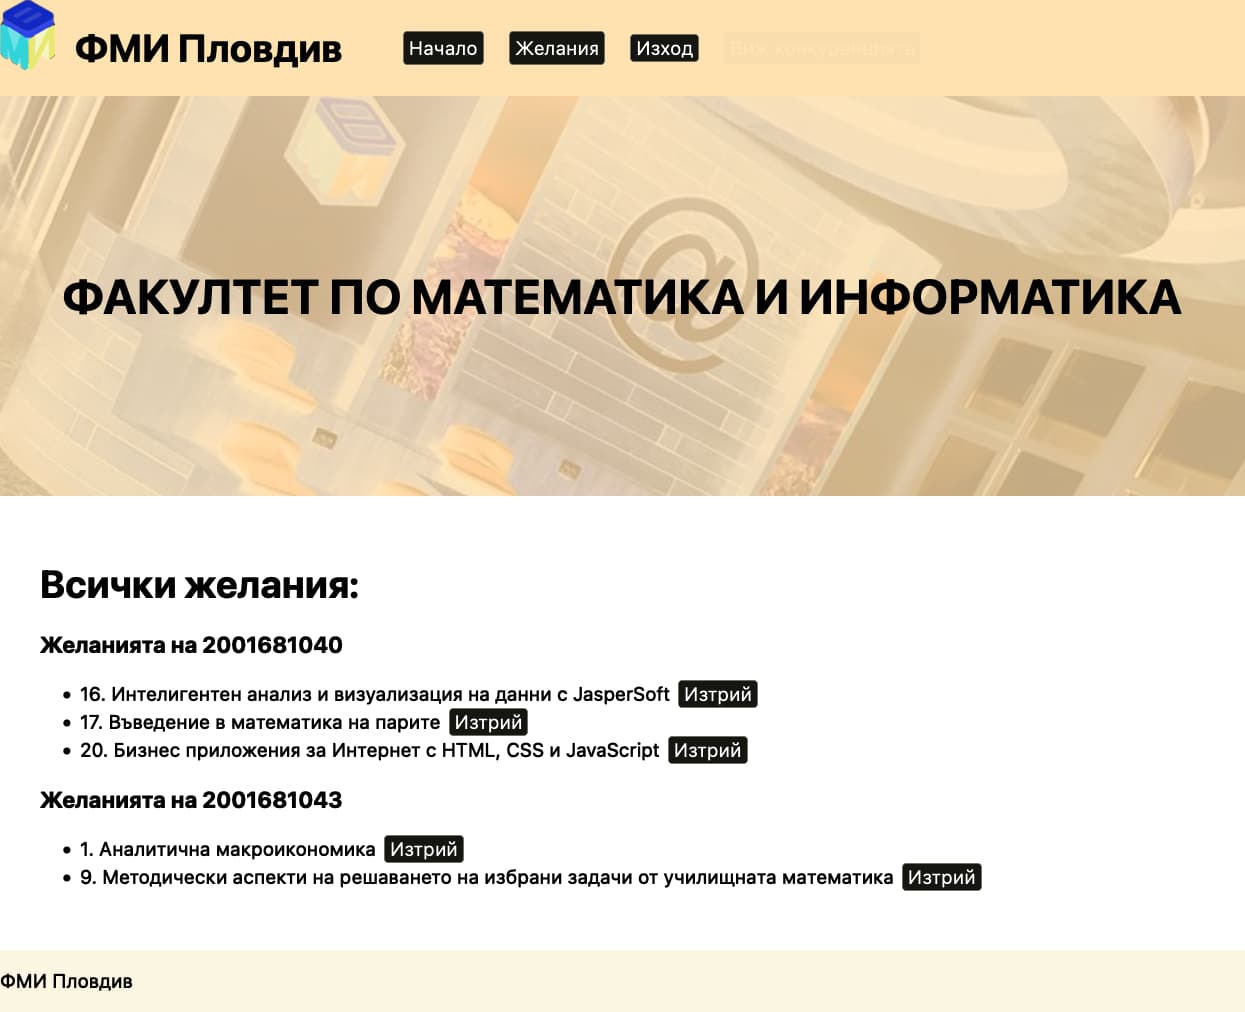 ФМИ Пловдив
Начало
Желания
Изход
Виж конкуренцията
ФАКУЛТЕТ ПО МАТЕМАТИКА И ИНФОРМАТИКА
Всички желания:
Желанията на 2001681040
16. Интелигентен анализ и визуализация на данни с JasperSoft Изтрий
17. Въведение в математика на парите Изтрий
20. Бизнес приложения за Интернет с HTML, CSS и JavaScript Изтрий
Желанията на 2001681043
1. Аналитична макроикономика Изтрий
9. Методически аспекти на решаването на избрани задачи от училищната математика Изтрий
ФМИ Пловдив